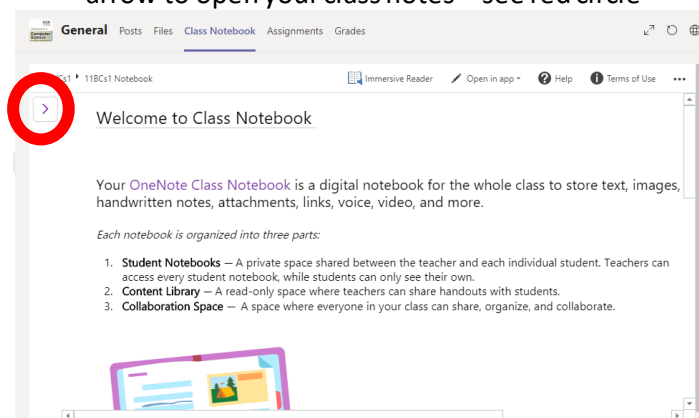 arrow to open your class notes – see red circle
OCR
Computer
Science
General Posts Files Class Notebook Assignments Grades
Cs1 11BCs1 Notebook Immersive Reader Open in app Help Terms of Use
Welcome to Class Notebook
Your OneNote Class Notebook is a digital notebook for the whole class to store text, images,
handwritten notes, attachments, links, voice, video, and more.
Each notebook is organized into three parts:
1. Student Notebooks — A private space shared between the teacher and each individual student. Teachers can
access every student notebook, while students can only see their own.
2. Content Library — A read-only space where teachers can share handouts with students.
3. Collaboration Space — A space where everyone in your class can share, organize, and collaborate.